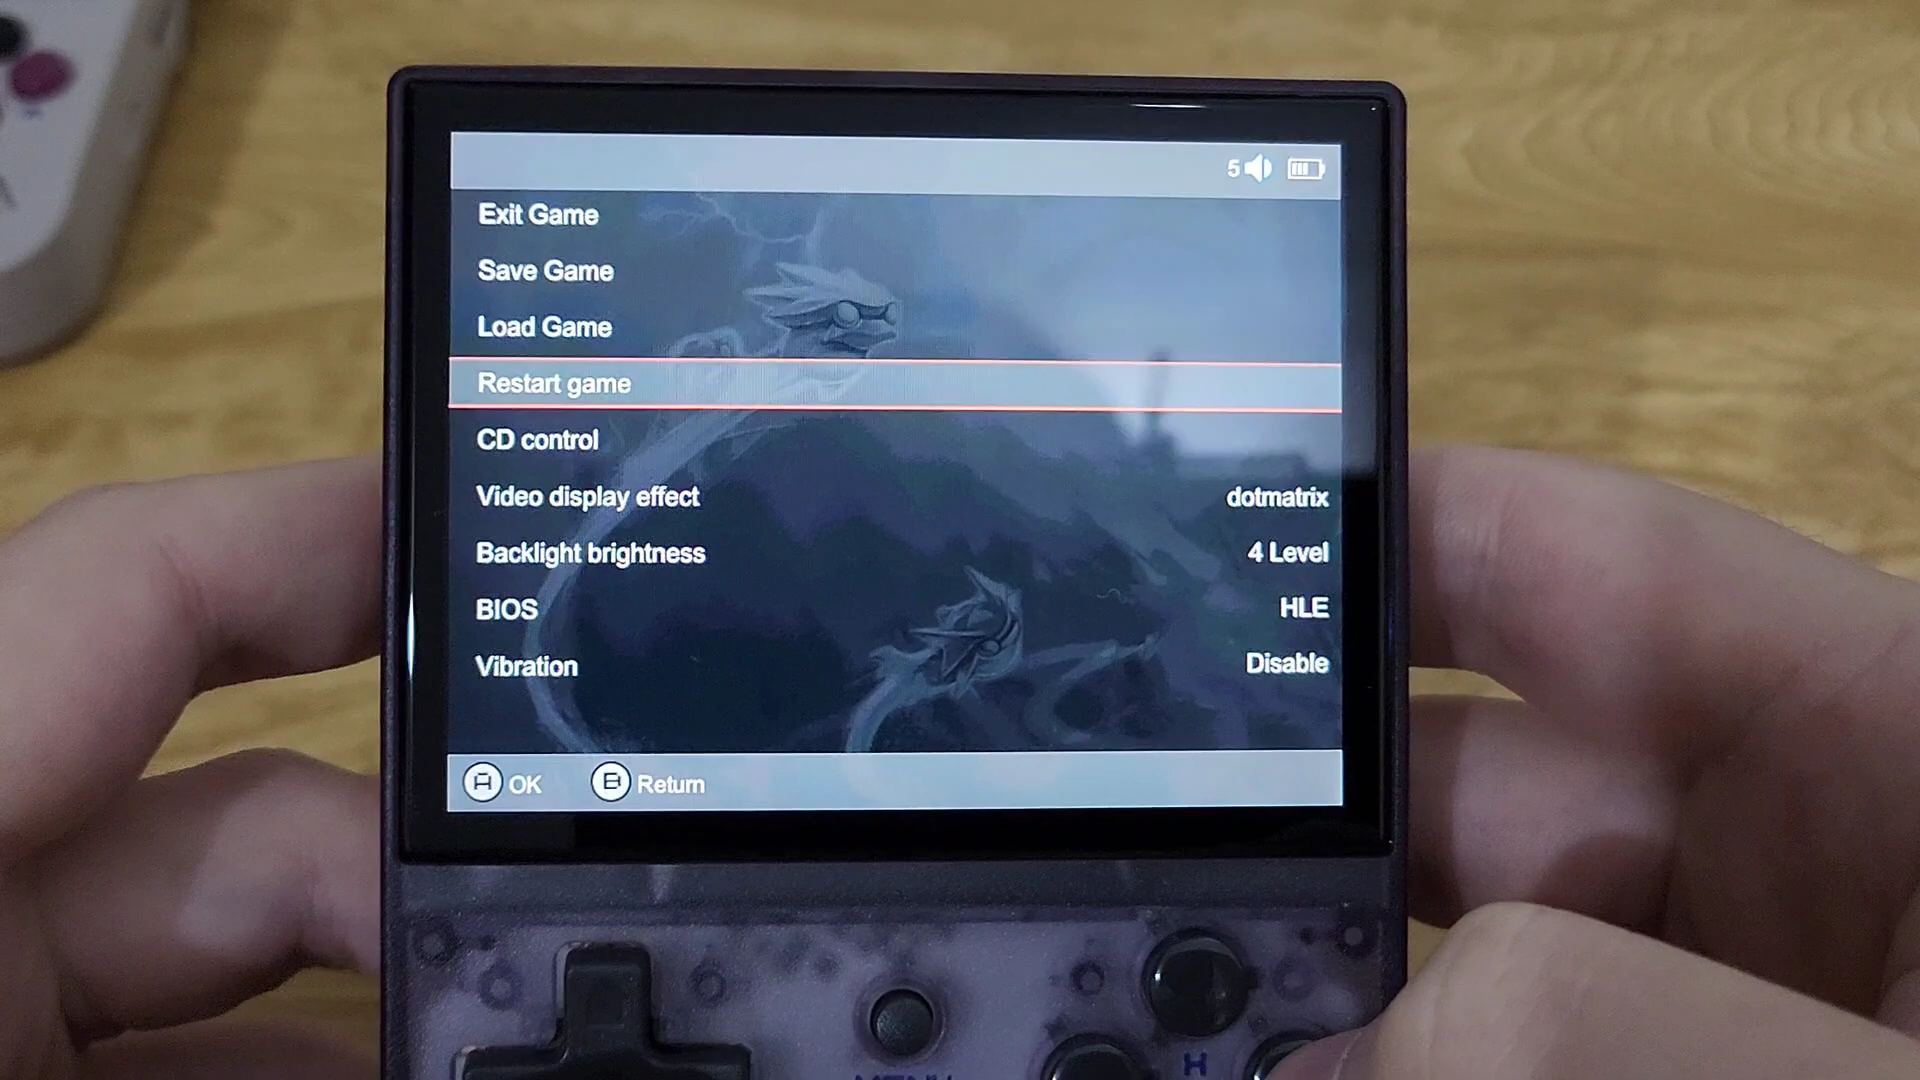 5
Exit Game
Save Game
Load Game
Restart game
CD control
Video display effect dotmatrix
Backlight brightness 4 Level
BIOS HLE
Vibration Disable
A OK B Return
MENU
X